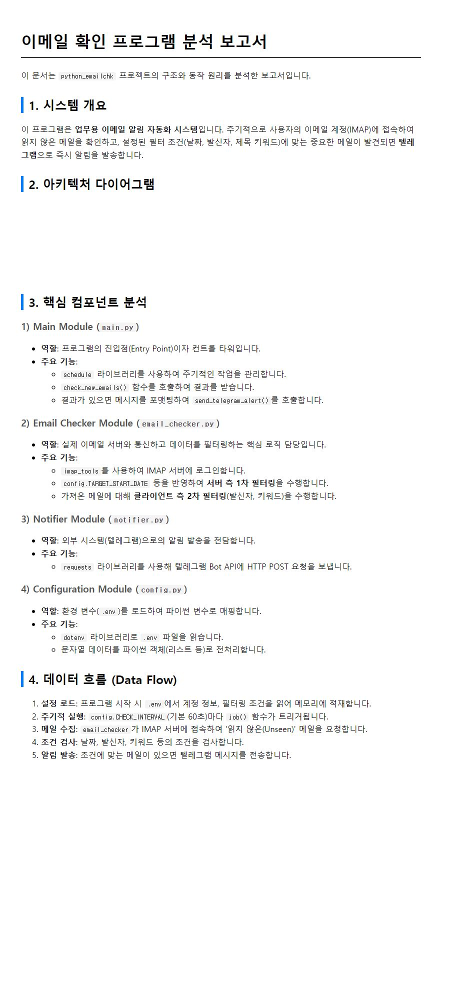 이메일 확인 프로그램 분석 보고서
이 문서는 python_emailchk 프로젝트의 구조와 동작 원리를 분석한 보고서입니다.
1. 시스템 개요
이 프로그램은 업무용 이메일 알림 자동화 시스템입니다. 주기적으로 사용자의 이메일 계정(IMAP)에 접속하여
읽지 않은 메일을 확인하고, 설정된 필터 조건(날짜, 발신자, 제목 키워드)에 맞는 중요한 메일이 발견되면 텔레
그램으로 즉시 알림을 발송합니다.
2. 아키텍처 다이어그램
3. 핵심 컴포넌트 분석
1) Main Module (main.py)
• 역할: 프로그램의 진입점(Entry Point)이자 컨트롤 타워입니다.
• 주요 기능:
◦ schedule 라이브러리를 사용하여 주기적인 작업을 관리합니다.
◦ check_new_emails() 함수를 호출하여 결과를 받습니다.
◦ 결과가 있으면 메시지를 포맷팅하여 send_telegram_alert()를 호출합니다.
2) Email Checker Module (email_checker.py)
• 역할: 실제 이메일 서버와 통신하고 데이터를 필터링하는 핵심 로직 담당입니다.
• 주요 기능:
◦ imap_tools를 사용하여 IMAP 서버에 로그인합니다.
◦ config.TARGET_START_DATE 등을 반영하여 서버 측 1차 필터링을 수행합니다.
◦ 가져온 메일에 대해 클라이언트 측 2차 필터링(발신자, 키워드)을 수행합니다.
3) Notifier Module (notifier.py)
• 역할: 외부 시스템(텔레그램)으로의 알림 발송을 전담합니다.
• 주요 기능:
◦ requests 라이브러리를 사용해 텔레그램 Bot API에 HTTP POST 요청을 보냅니다.
4) Configuration Module (config.py)
• 역할: 환경 변수(.env)를 로드하여 파이썬 변수로 매핑합니다.
• 주요 기능:
◦ dotenv 라이브러리로 .env 파일을 읽습니다.
◦ 문자열 데이터를 파이썬 객체(리스트 등)로 전처리합니다.
4. 데이터 흐름 (Data Flow)
1. 설정 로드: 프로그램 시작 시 .env에서 계정 정보, 필터링 조건을 읽어 메모리에 적재합니다.
2. 주기적 실행: config.CHECK_INTERVAL(기본 60초)마다 job() 함수가 트리거됩니다.
3. 메일 수집: email_checker가 IMAP 서버에 접속하여 '읽지 않은(Unseen)' 메일을 요청합니다.
4. 조건 검사: 날짜, 발신자, 키워드 등의 조건을 검사합니다.
5. 알림 발송: 조건에 맞는 메일이 있으면 텔레그램 메시지를 전송합니다.